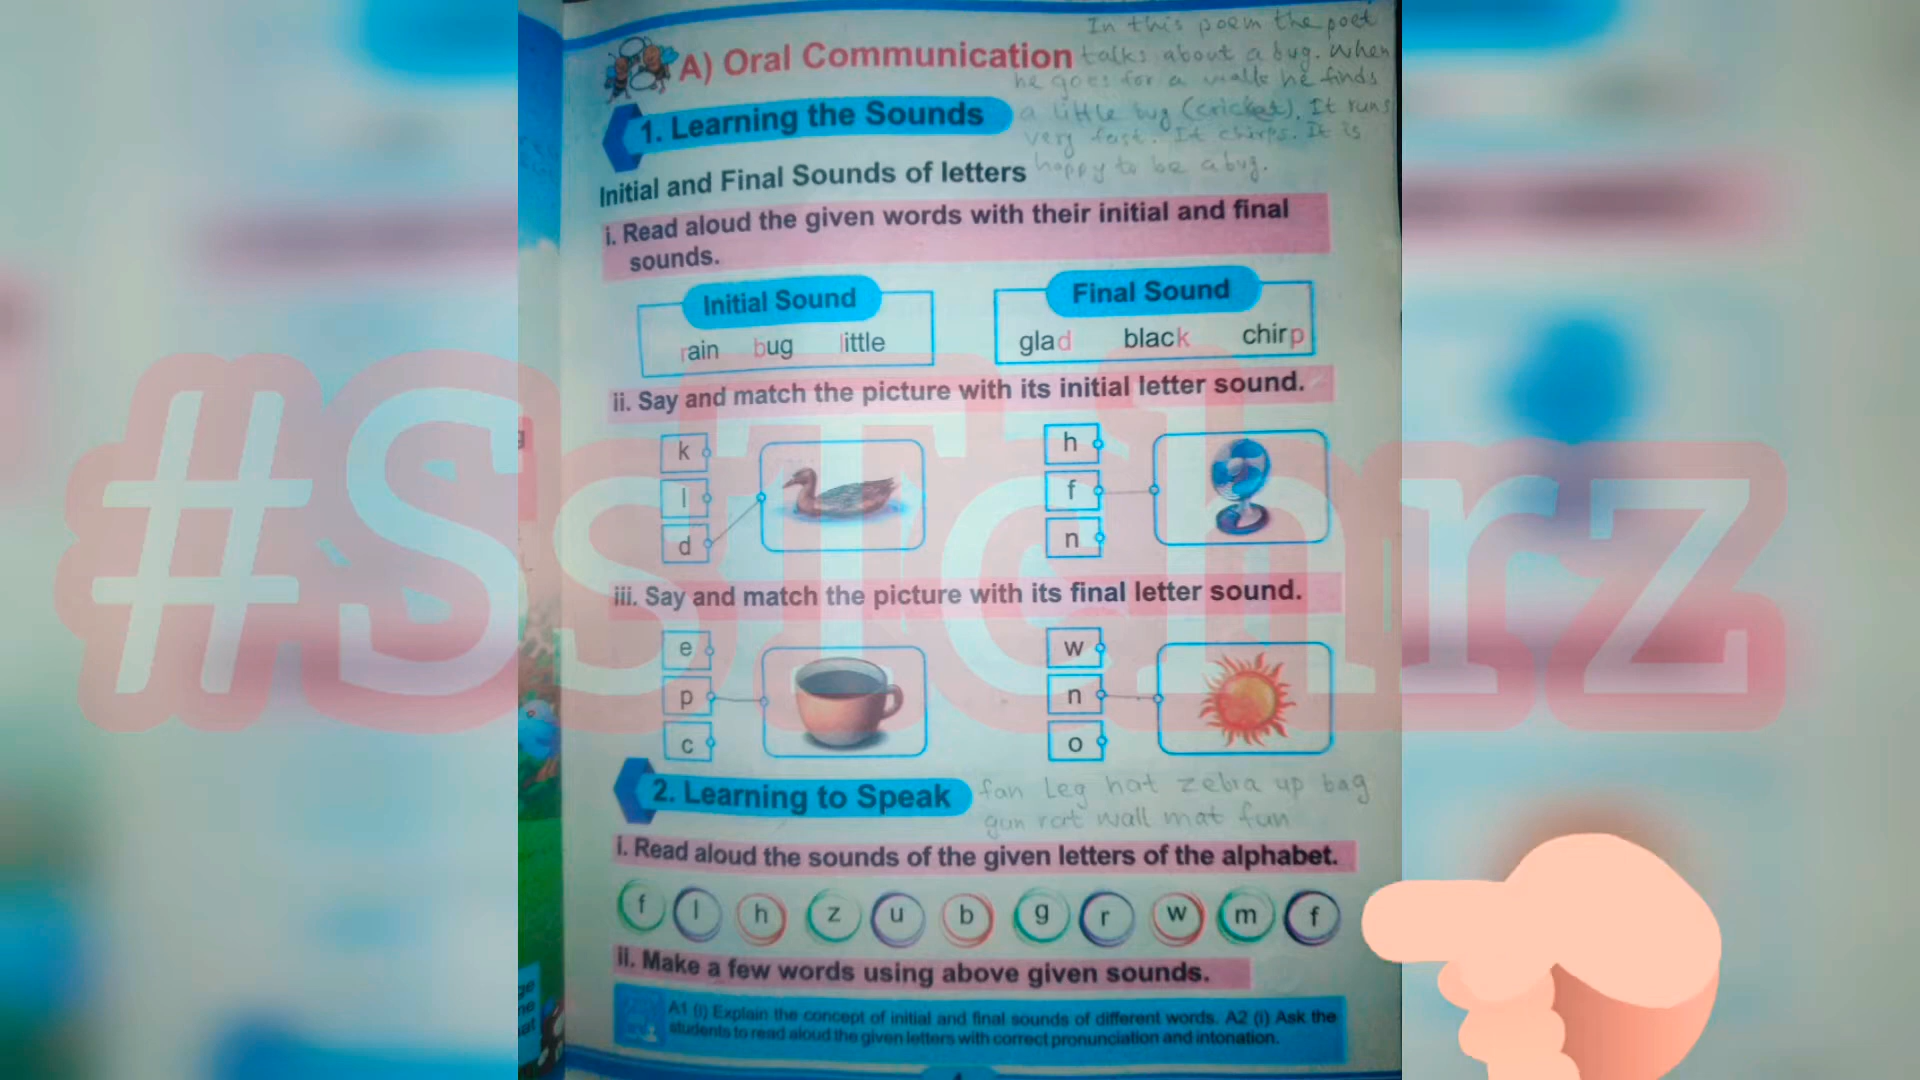 In this poem the poet
A) Oral Communication talks about a bug. When
he goes for a walk he finds
1. Learning the Sounds a little bug (cricket). It runs
very fast. It chirps. It is
Initial and Final Sounds of letters happy to be a bug.
i. Read aloud the given words with their initial and final
sounds.
Initial Sound Final Sound
rain bug little glad black chirp
ii. Say and match the picture with its initial letter sound.
k h
l f
d n
#SsTchrz
iii. Say and match the picture with its final letter sound.
e w
p n
c o
2. Learning to Speak fan Leg hat zebra up bag
gun rat wall mat fun
i. Read aloud the sounds of the given letters of the alphabet.
f l h z u b g r w m f
ii. Make a few words using above given sounds.
A1 (i) Explain the concept of initial and final sounds of different words. A2 (i) Ask the
students to read aloud the given letters with correct pronunciation and intonation.